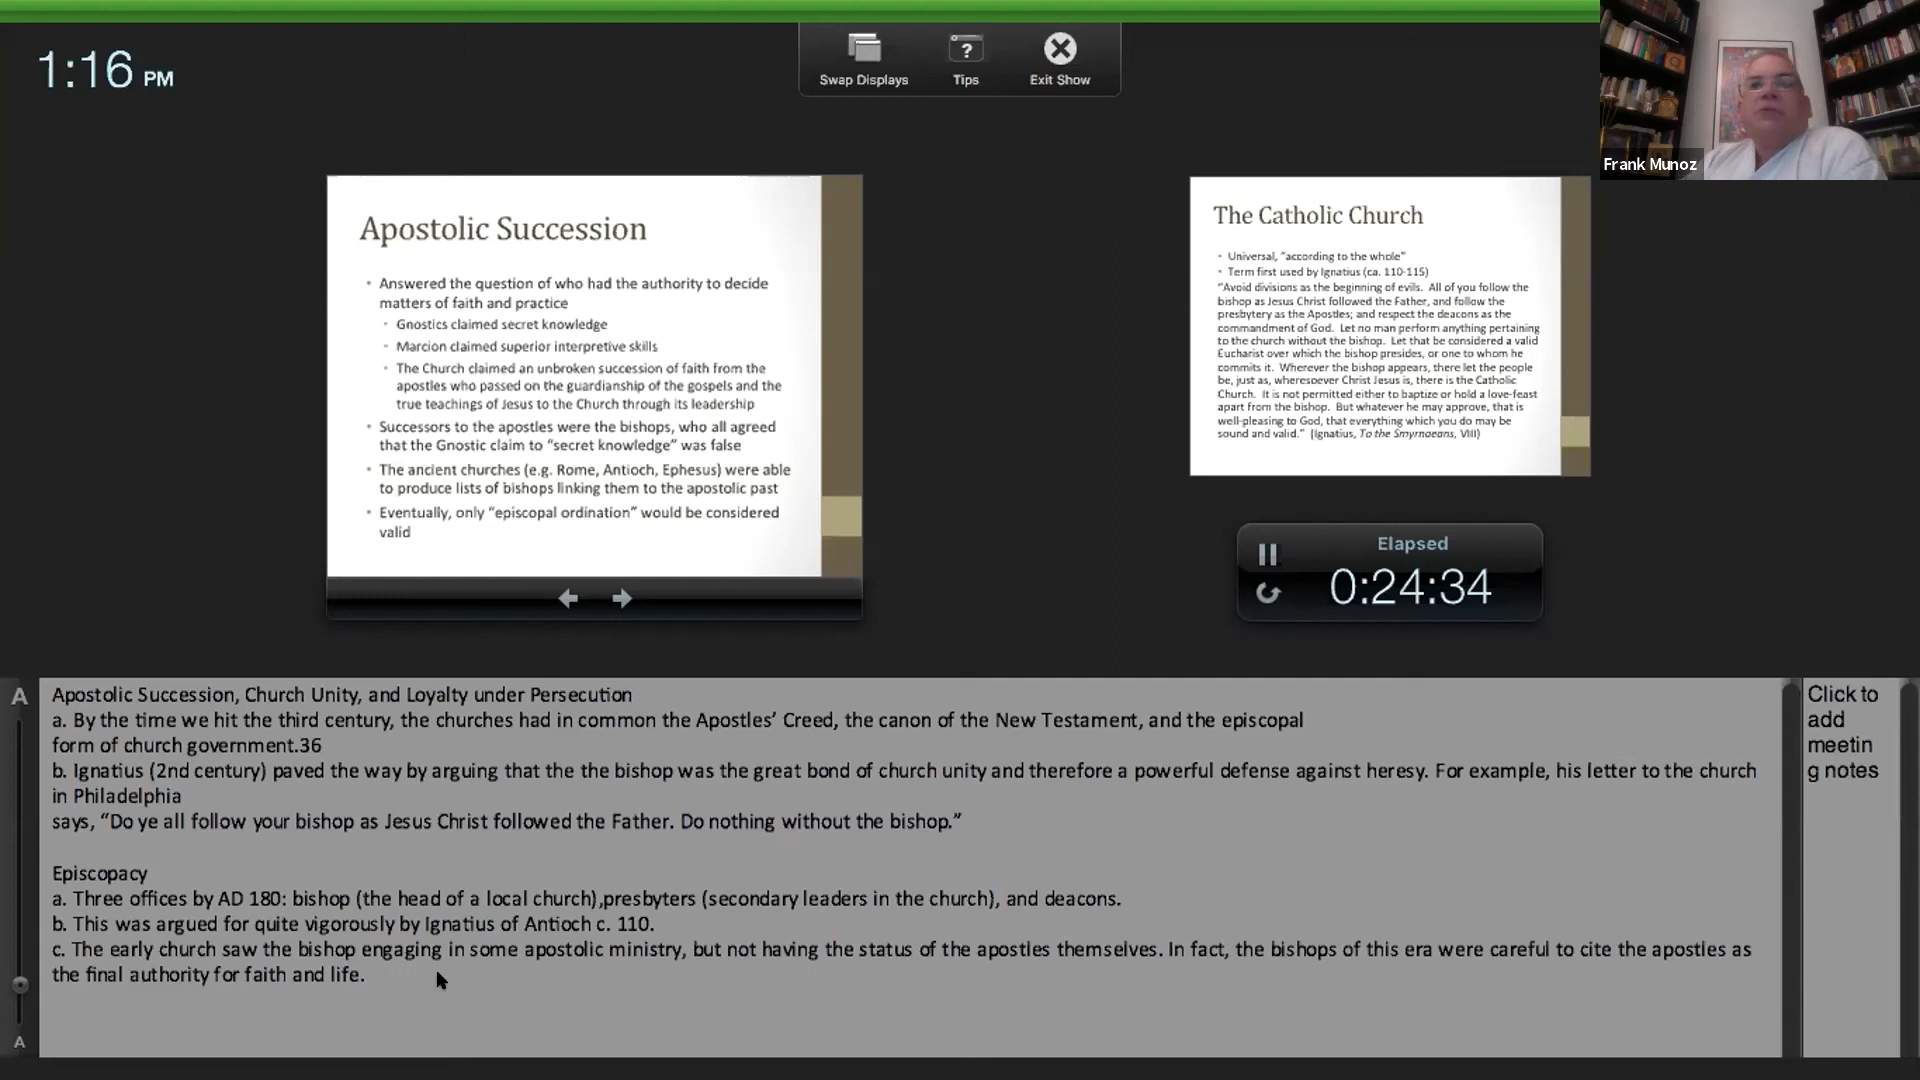 1:16 PM
Swap Displays
Tips
Exit Show
Frank Munoz
Apostolic Succession
• Answered the question of who had the authority to decide
matters of faith and practice
• Gnostics claimed secret knowledge
• Marcion claimed superior interpretive skills
• The Church claimed an unbroken succession of faith from the
apostles who passed on the guardianship of the gospels and the
true teachings of Jesus to the Church through its leadership
• Successors to the apostles were the bishops, who all agreed
that the Gnostic claim to “secret knowledge” was false
• The ancient churches (e.g. Rome, Antioch, Ephesus) were able
to produce lists of bishops linking them to the apostolic past
• Eventually, only “episcopal ordination” would be considered
valid
The Catholic Church
• Universal, “according to the whole”
• Term first used by Ignatius (ca. 110-115)
“Avoid divisions as the beginning of evils. All of you follow the
bishop as Jesus Christ followed the Father, and follow the
presbytery as the Apostles; and respect the deacons as the
commandment of God. Let no man perform anything pertaining
to the church without the bishop. Let that be considered a valid
Eucharist over which the bishop presides, or one to whom he
commits it. Wherever the bishop appears, there let the people
be, just as, wheresoever Christ Jesus is, there is the Catholic
Church. It is not permitted either to baptize or hold a love-feast
apart from the bishop. But whatever he may approve, that is
well-pleasing to God, that everything which you do may be
sound and valid.” (Ignatius, To the Smyrnaeans, VIII)
Elapsed
0:24:34
A
A
Apostolic Succession, Church Unity, and Loyalty under Persecution
a. By the time we hit the third century, the churches had in common the Apostles’ Creed, the canon of the New Testament, and the episcopal
form of church government.36
b. Ignatius (2nd century) paved the way by arguing that the the bishop was the great bond of church unity and therefore a powerful defense against heresy. For example, his letter to the church
in Philadelphia
says, “Do ye all follow your bishop as Jesus Christ followed the Father. Do nothing without the bishop.”
Episcopacy
a. Three offices by AD 180: bishop (the head of a local church),presbyters (secondary leaders in the church), and deacons.
b. This was argued for quite vigorously by Ignatius of Antioch c. 110.
c. The early church saw the bishop engaging in some apostolic ministry, but not having the status of the apostles themselves. In fact, the bishops of this era were careful to cite the apostles as
the final authority for faith and life.
Click to
add
meetin
g notes